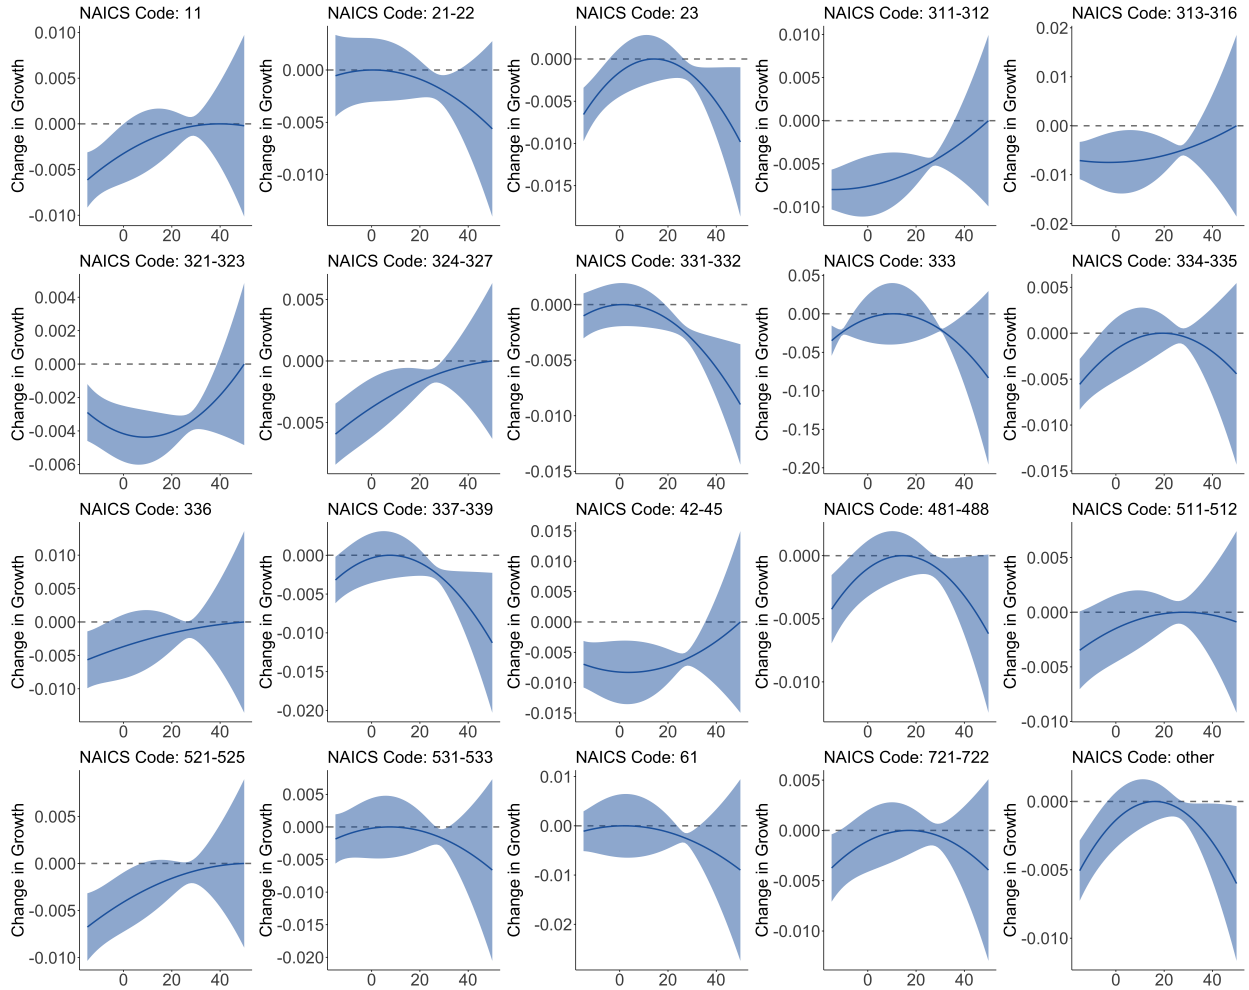 NAICS Code: 11
Change in Growth
0.010
0.005
0.000
-0.005
-0.010
0 20 40
NAICS Code: 21-22
Change in Growth
0.000
-0.005
-0.010
0 20 40
NAICS Code: 23
Change in Growth
0.000
-0.005
-0.010
-0.015
0 20 40
NAICS Code: 311-312
Change in Growth
0.010
0.005
0.000
-0.005
-0.010
0 20 40
NAICS Code: 313-316
Change in Growth
0.02
0.01
0.00
-0.01
-0.02
0 20 40
NAICS Code: 321-323
Change in Growth
0.004
0.002
0.000
-0.002
-0.004
-0.006
0 20 40
NAICS Code: 324-327
Change in Growth
0.005
0.000
-0.005
0 20 40
NAICS Code: 331-332
Change in Growth
0.000
-0.005
-0.010
-0.015
0 20 40
NAICS Code: 333
Change in Growth
0.05
0.00
-0.05
-0.10
-0.15
-0.20
0 20 40
NAICS Code: 334-335
Change in Growth
0.005
0.000
-0.005
-0.010
-0.015
0 20 40
NAICS Code: 336
Change in Growth
0.010
0.005
0.000
-0.005
-0.010
0 20 40
NAICS Code: 337-339
Change in Growth
0.000
-0.005
-0.010
-0.015
-0.020
0 20 40
NAICS Code: 42-45
Change in Growth
0.015
0.010
0.005
0.000
-0.005
-0.010
-0.015
0 20 40
NAICS Code: 481-488
Change in Growth
0.000
-0.005
-0.010
0 20 40
NAICS Code: 511-512
Change in Growth
0.005
0.000
-0.005
-0.010
0 20 40
NAICS Code: 521-525
Change in Growth
0.005
0.000
-0.005
-0.010
0 20 40
NAICS Code: 531-533
Change in Growth
0.005
0.000
-0.005
-0.010
-0.015
-0.020
0 20 40
NAICS Code: 61
Change in Growth
0.01
0.00
-0.01
-0.02
0 20 40
NAICS Code: 721-722
Change in Growth
0.005
0.000
-0.005
-0.010
0 20 40
NAICS Code: other
Change in Growth
0.000
-0.005
-0.010
0 20 40